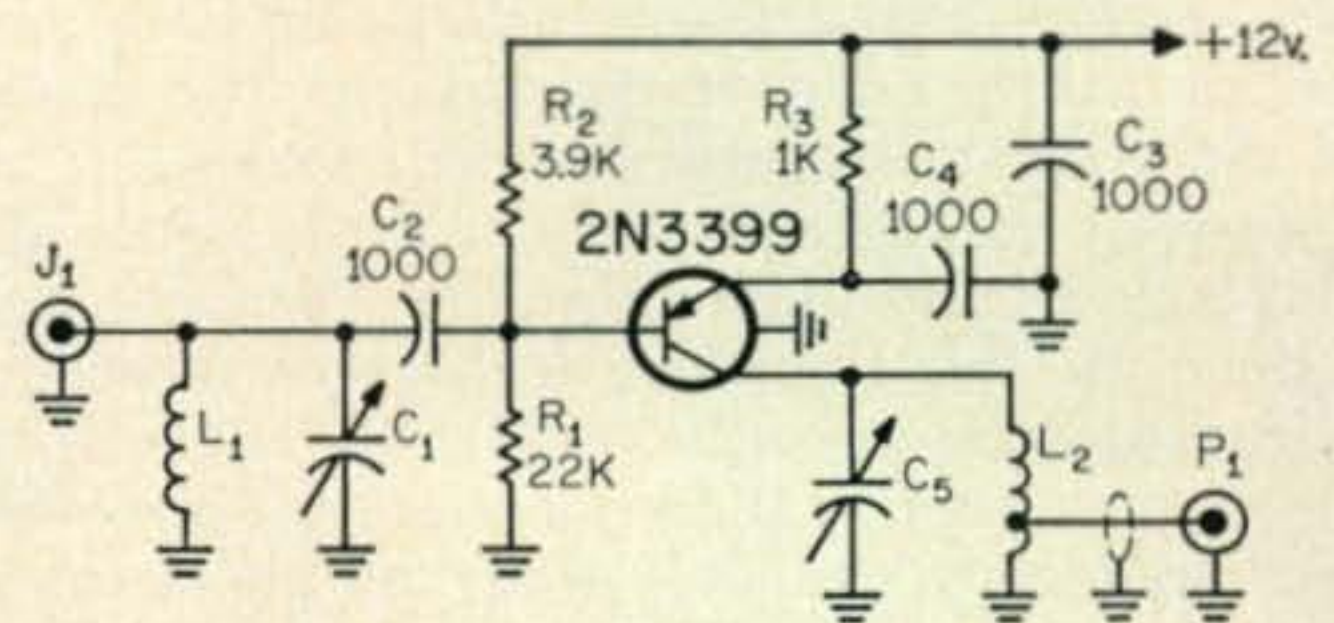 +12v.
R2
3.9K
R3
1K
C4
1000
C3
1000
C2
1000
2N3399
J1
L1
C1
R1
22K
C5
L2
P1